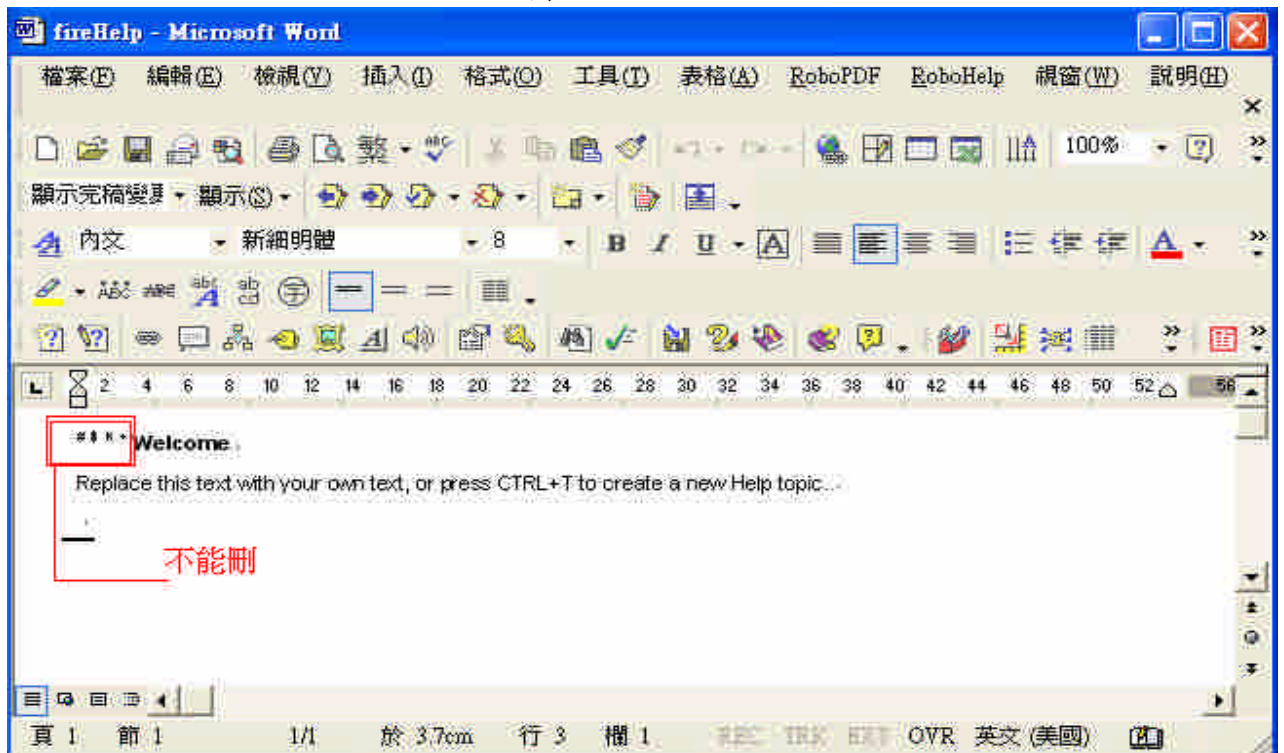 fireHelp - Microsoft Word
檔案(F) 編輯(E) 檢視(V) 插入(I) 格式(O) 工具(T) 表格(A) RoboPDF RoboHelp 視窗(W) 說明(H)
繁 100%
顯示完稿變更 顯示(S)
內文 新細明體 8 B I U A A
2 4 6 8 10 12 14 16 18 20 22 24 26 28 30 32 34 36 38 40 42 44 46 48 50 52 56
# $ K + Welcome
Replace this text with your own text, or press CTRL+T to create a new Help topic.
不能刪
頁 1 節 1 1/1 於 3.7cm 行 3 欄 1 REC TRK EXT OVR 英文 (美國)